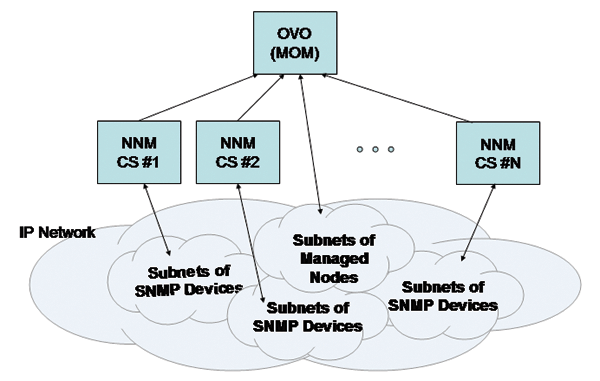 OVO
(MOM)
NNM
CS #1
NNM
CS #2
NNM
CS #N
IP Network
Subnets of
Managed
Nodes
Subnets of
SNMP Devices
Subnets of
SNMP Devices
Subnets of
SNMP Devices